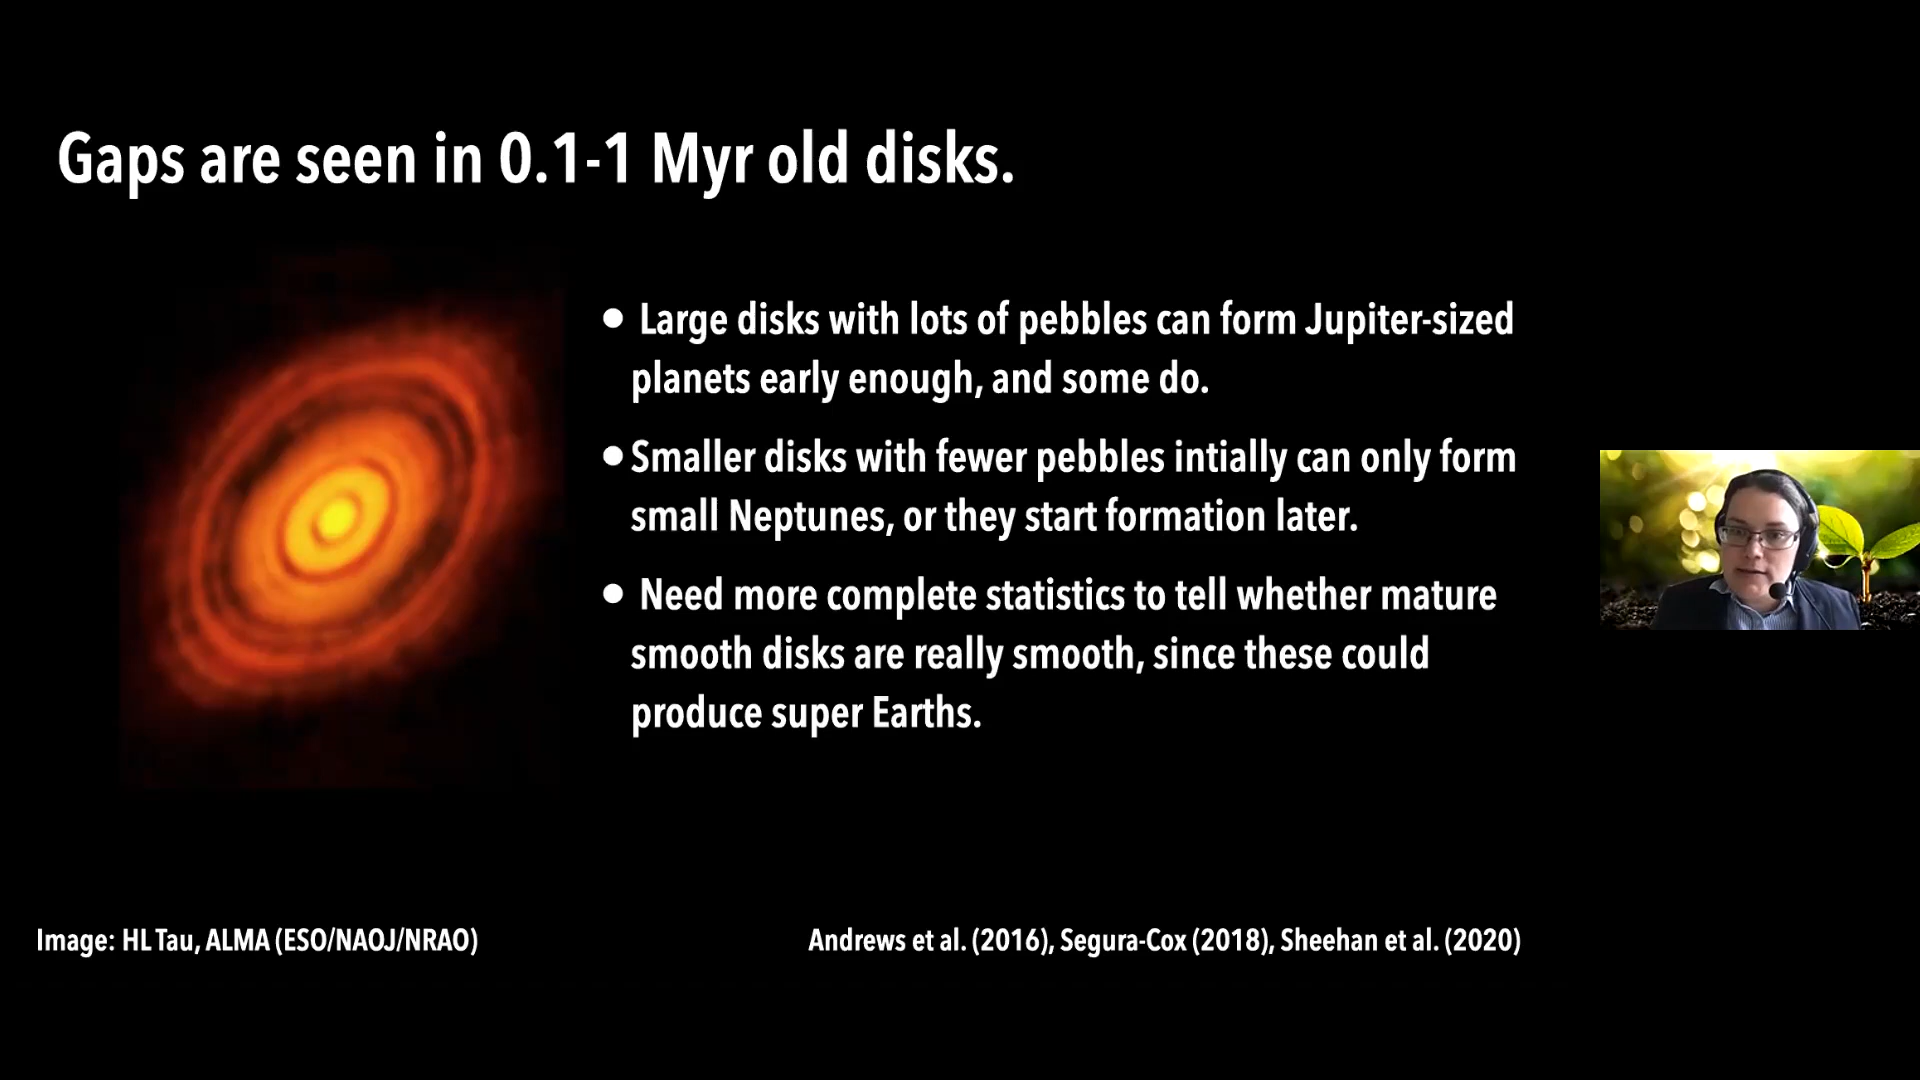 Gaps are seen in 0.1-1 Myr old disks.
• Large disks with lots of pebbles can form Jupiter-sized
planets early enough, and some do.
• Smaller disks with fewer pebbles intially can only form
small Neptunes, or they start formation later.
• Need more complete statistics to tell whether mature
smooth disks are really smooth, since these could
produce super Earths.
Image: HL Tau, ALMA (ESO/NAOJ/NRAO)
Andrews et al. (2016), Segura-Cox (2018), Sheehan et al. (2020)